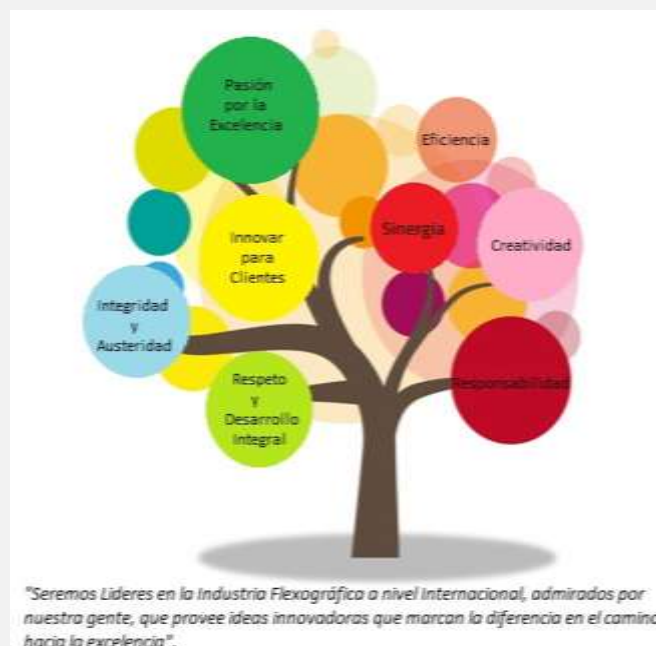 Pasión
por la
Excelencia
Eficiencia
Innovar
para
Clientes
Sinergia
Creatividad
Integridad
y
Austeridad
Respeto
y
Desarrollo
Integral
Responsabilidad
"Seremos Lideres en la Industria Flexográfica a nivel Internacional, admirados por
nuestra gente, que provee ideas innovadoras que marcan la diferencia en el camino
hacia la excelencia".